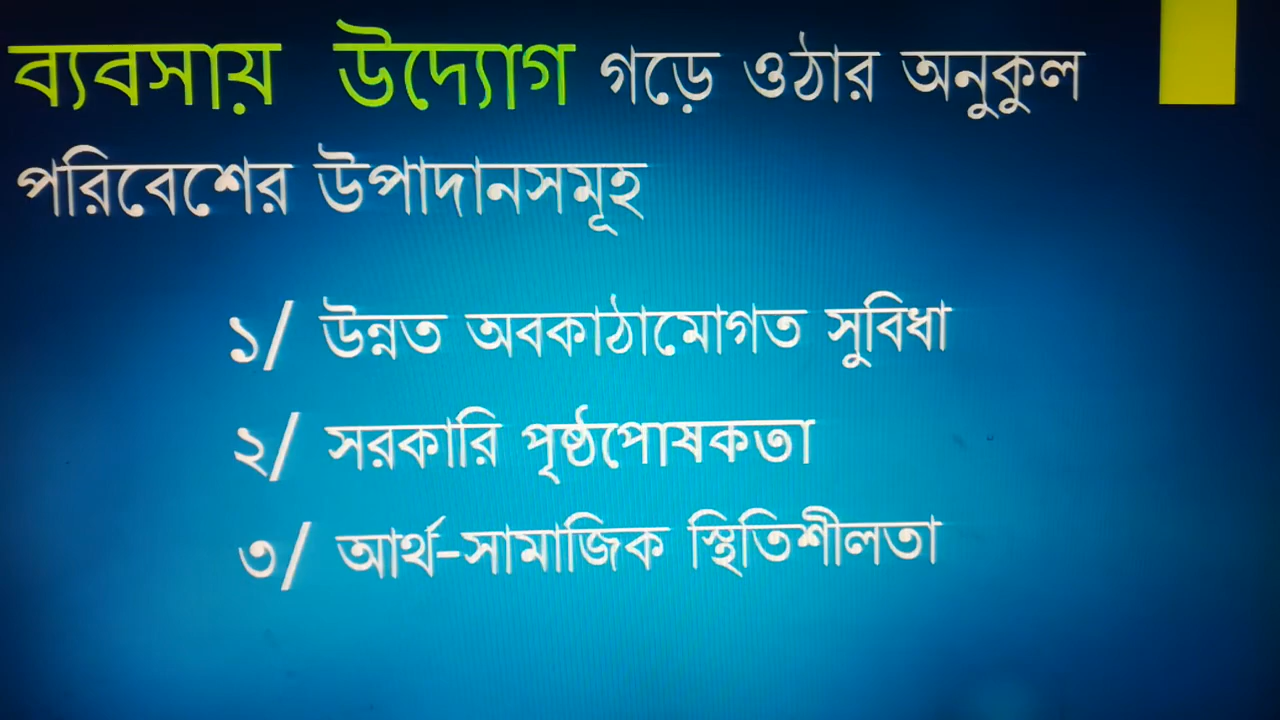 ব্যবসায় উদ্যোগ গড়ে ওঠার অনুকুল
পরিবেশের উপাদানসমূহ
১/ উন্নত অবকাঠামোগত সুবিধা
২/ সরকারি পৃষ্ঠপোষকতা
৩/ আর্থ-সামাজিক স্থিতিশীলতা